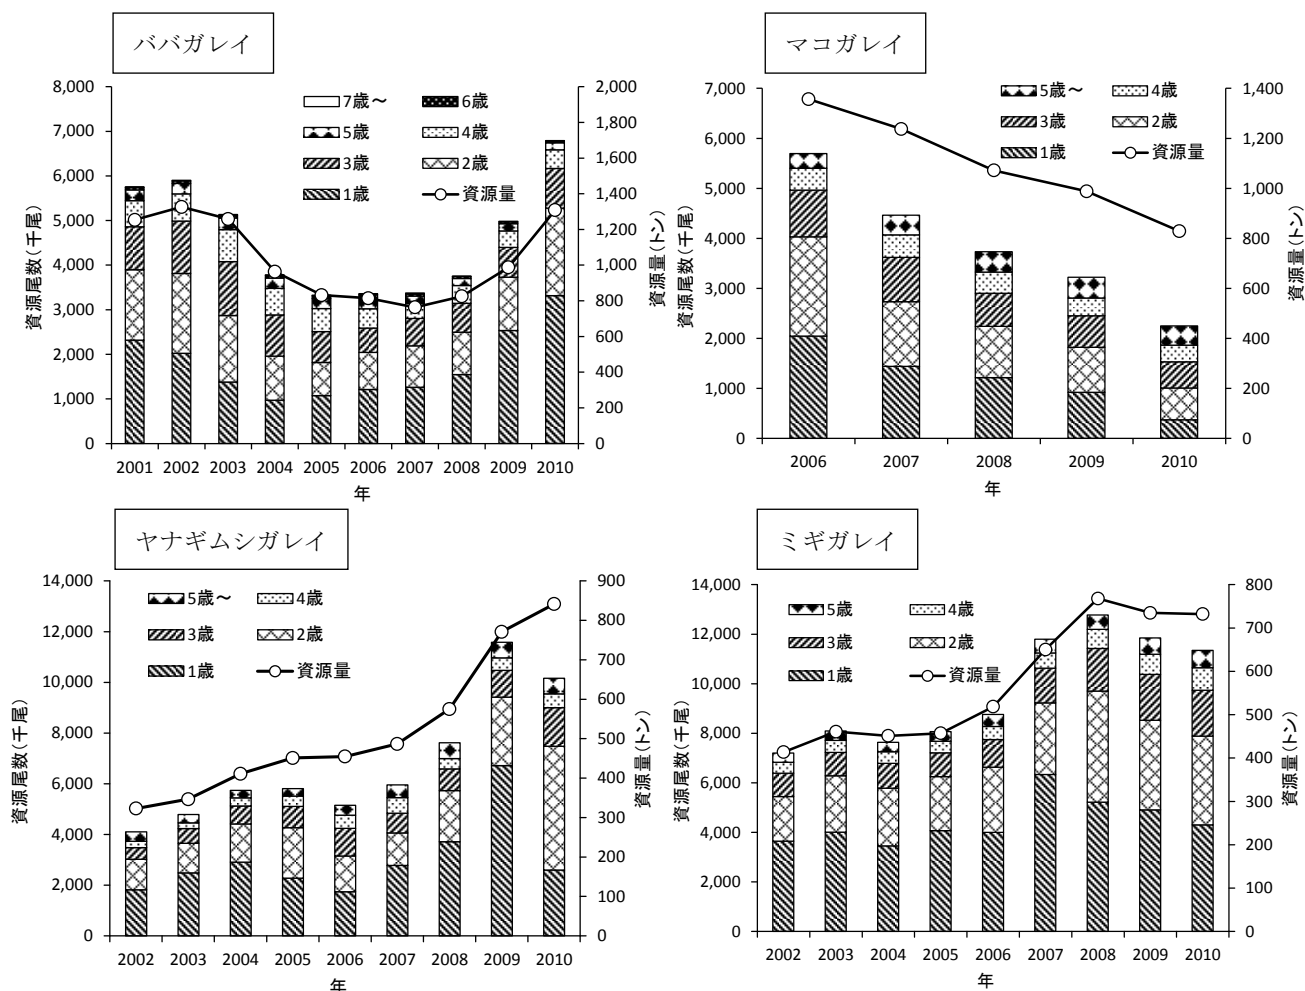 ババガレイ
8,000
7,000
6,000
5,000
4,000
3,000
2,000
1,000
0
資源尾数(千尾)
7歳~
6歳
5歳
4歳
3歳
2歳
1歳
資源量
2,000
1,800
1,600
1,400
1,200
1,000
800
600
400
200
0
資源量(トン)
2001 2002 2003 2004 2005 2006 2007 2008 2009 2010
年
マコガレイ
7,000
6,000
5,000
4,000
3,000
2,000
1,000
0
資源尾数(千尾)
5歳~
4歳
3歳
2歳
1歳
資源量
1,400
1,200
1,000
800
600
400
200
0
資源量(トン)
2006 2007 2008 2009 2010
年
ヤナギムシガレイ
14,000
12,000
10,000
8,000
6,000
4,000
2,000
0
資源尾数(千尾)
5歳~
4歳
3歳
2歳
1歳
資源量
900
800
700
600
500
400
300
200
100
0
資源量(トン)
2002 2003 2004 2005 2006 2007 2008 2009 2010
年
ミギガレイ
14,000
12,000
10,000
8,000
6,000
4,000
2,000
0
資源尾数(千尾)
5歳
4歳
3歳
2歳
1歳
資源量
800
700
600
500
400
300
200
100
0
資源量(トン)
2002 2003 2004 2005 2006 2007 2008 2009 2010
年